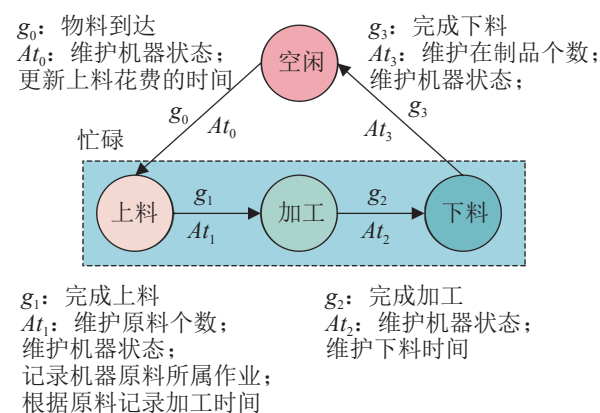 g₀：物料到达
At₀：维护机器状态；
更新上料花费的时间
空闲
g₃：完成下料
At₃：维护在制品个数；
维护机器状态；
g₀
At₀
g₃
At₃
忙碌
上料
g₁
At₁
加工
g₂
At₂
下料
g₁：完成上料
At₁：维护原料个数；
维护机器状态；
记录机器原料所属作业；
根据原料记录加工时间
g₂：完成加工
At₂：维护机器状态；
维护下料时间